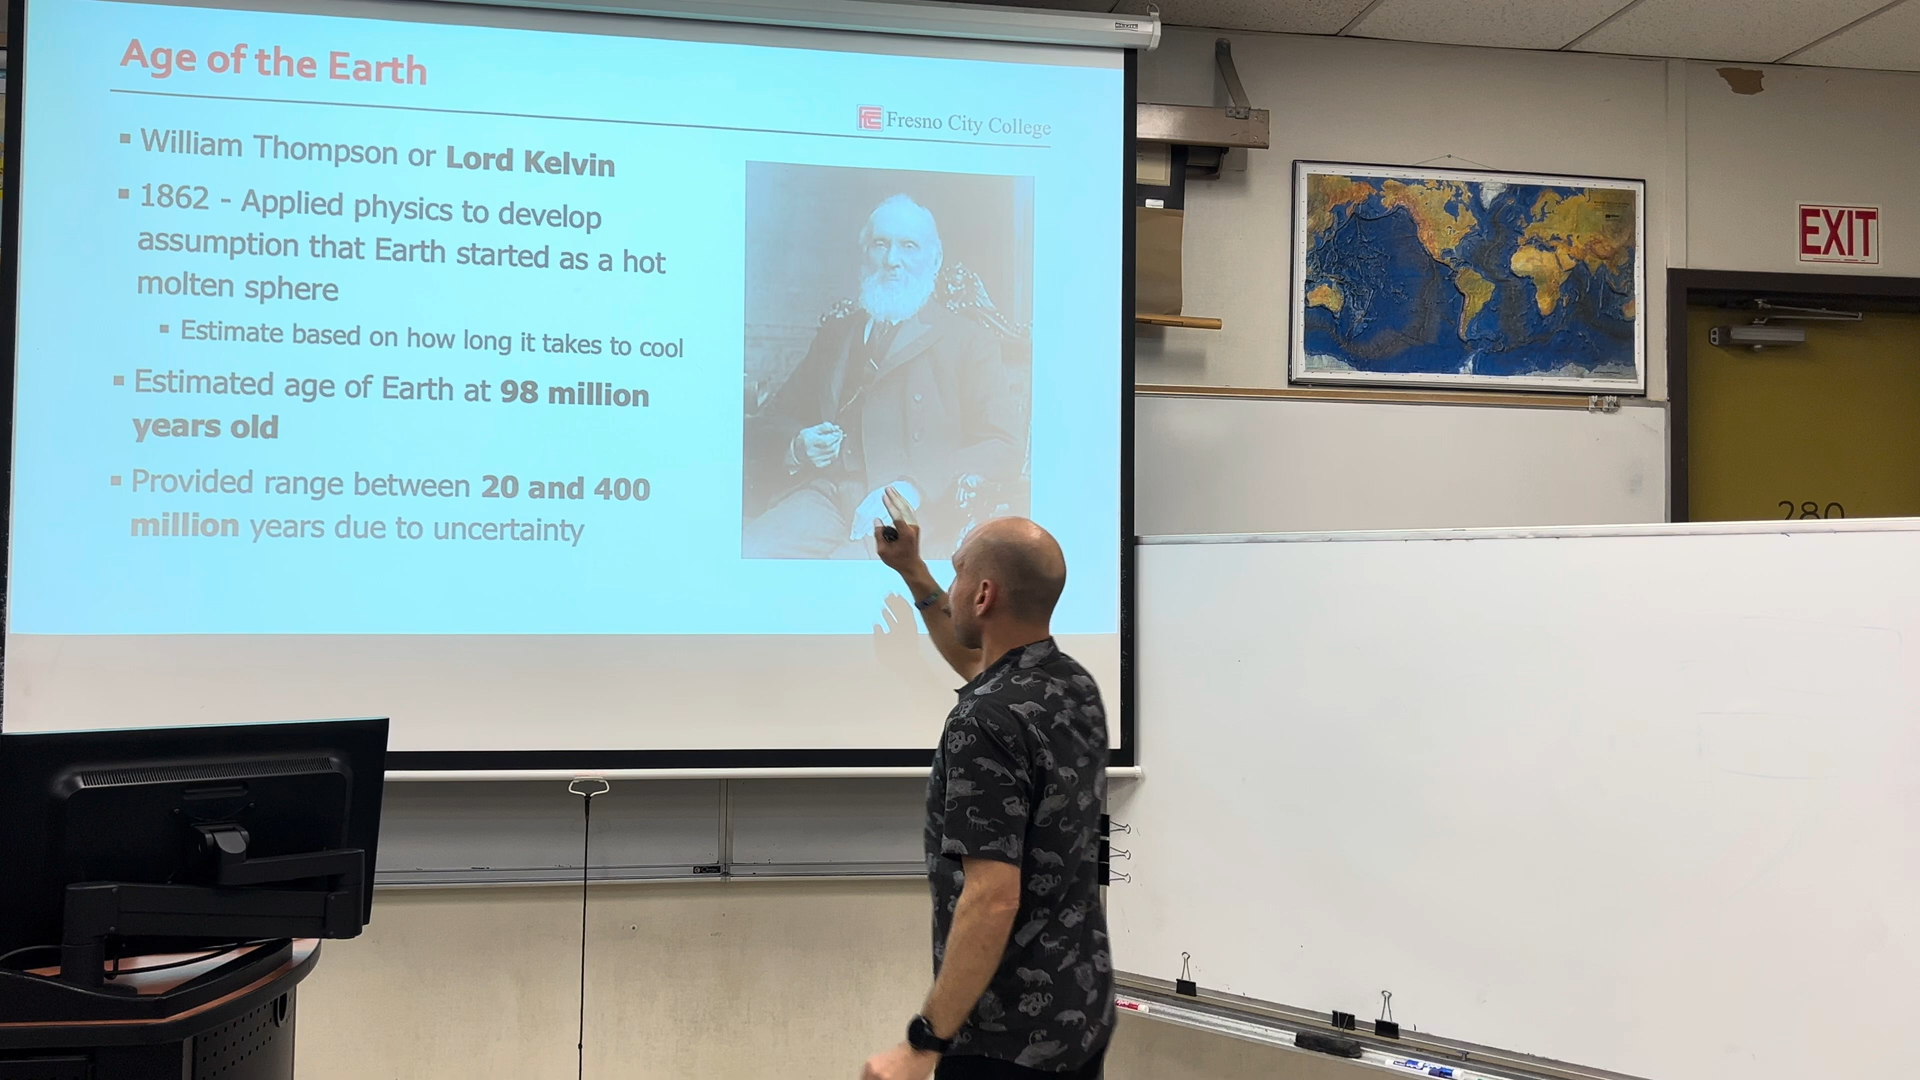 Age of the Earth
FCC Fresno City College
▪ William Thompson or Lord Kelvin
▪ 1862 - Applied physics to develop
assumption that Earth started as a hot
molten sphere
▪ Estimate based on how long it takes to cool
▪ Estimated age of Earth at 98 million
years old
▪ Provided range between 20 and 400
million years due to uncertainty
EXIT
280